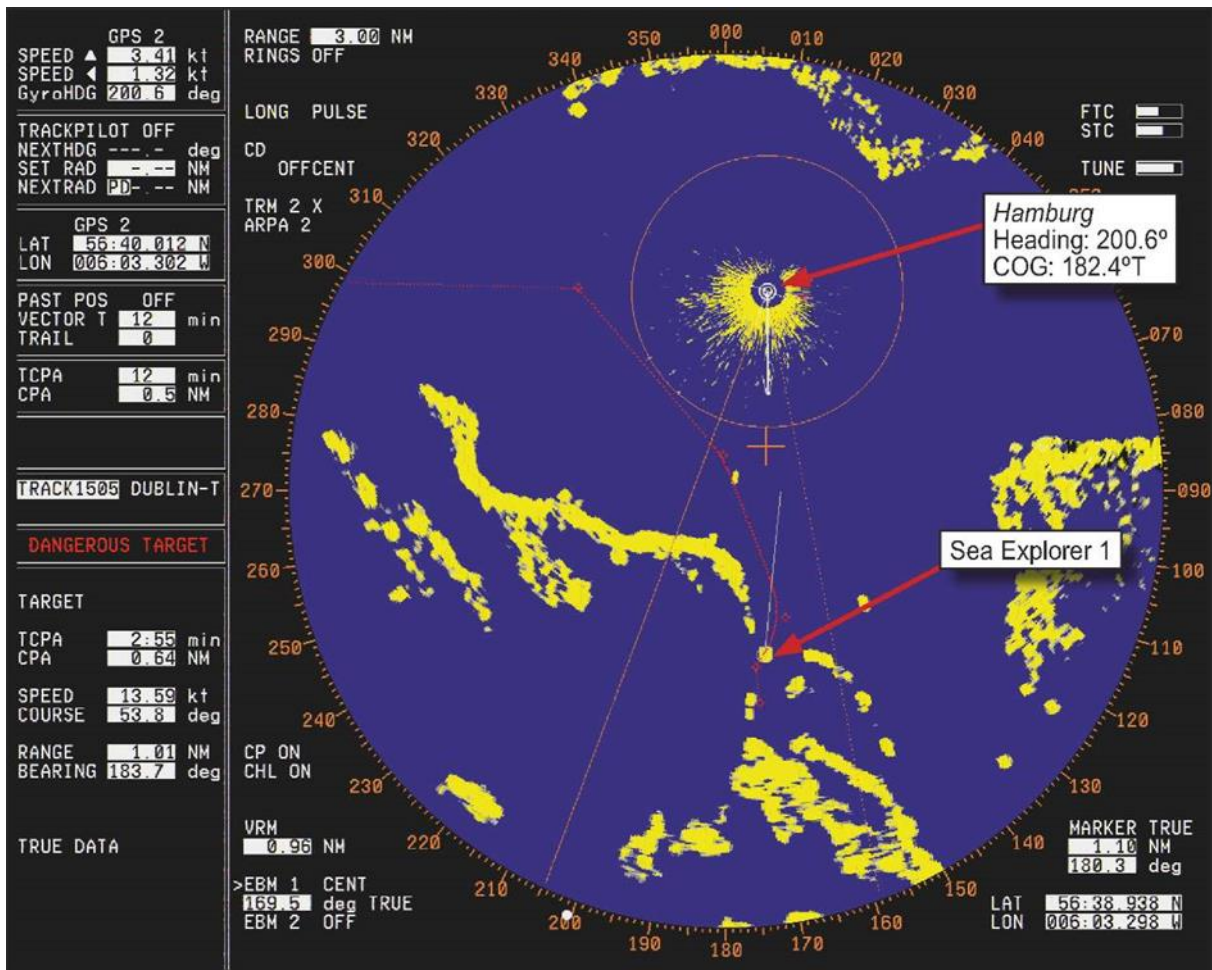 GPS 2
SPEED ▲ 3.41 kt
SPEED ◀ 1.32 kt
GyroHDG 200.6 deg
TRACKPILOT OFF
NEXTHDG ---.- deg
SET RAD -.-- NM
NEXTRAD PD-.-- NM
GPS 2
LAT 56:40.012 N
LON 006:03.302 W
PAST POS OFF
VECTOR T 12 min
TRAIL 0
TCPA 12 min
CPA 0.5 NM
TRACK1505 DUBLIN-T
DANGEROUS TARGET
TARGET
TCPA 2:55 min
CPA 0.64 NM
SPEED 13.59 kt
COURSE 53.8 deg
RANGE 1.01 NM
BEARING 183.7 deg
TRUE DATA
RANGE 3.00 NM
RINGS OFF
LONG PULSE
CD
OFFCENT
TRM 2 X
ARPA 2
FTC
STC
TUNE
000
010
020
030
040
Hamburg
Heading: 200.6º
COG: 182.4ºT
070
080
090
Sea Explorer 1
100
110
120
130
140
150
160
170
180
190
200
210
220
230
240
250
260
270
280
290
300
310
320
330
340
350
CP ON
CHL ON
VRM
0.96 NM
>EBM 1 CENT
169.5 deg TRUE
EBM 2 OFF
MARKER TRUE
1.10 NM
180.3 deg
LAT 56:38.938 N
LON 006:03.298 W